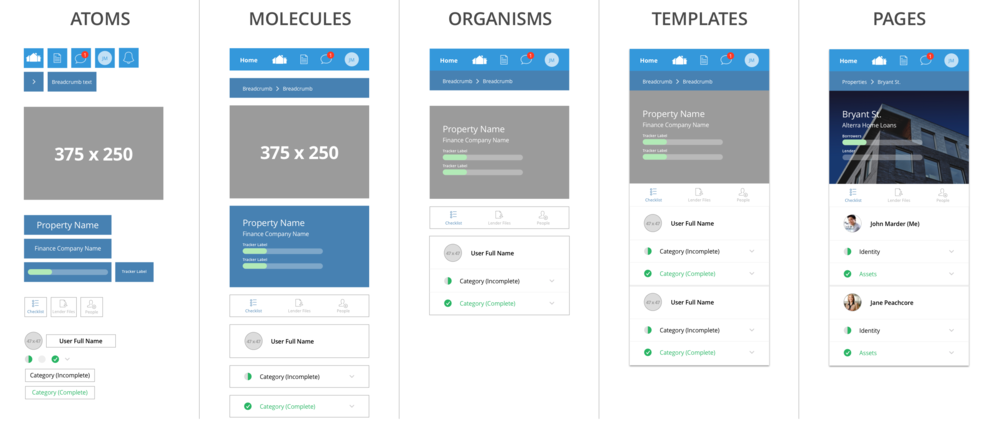 ATOMS
1
JM
Breadcrumb text
375 x 250
Property Name
Finance Company Name
Tracker Label
Checklist
Lender Files
People
47 x 47
User Full Name
Category (Incomplete)
Category (Complete)
MOLECULES
Home
1
JM
Breadcrumb
Breadcrumb
375 x 250
Property Name
Finance Company Name
Tracker Label
Tracker Label
Checklist
Lender Files
People
47 x 47
User Full Name
Category (Incomplete)
Category (Complete)
ORGANISMS
Home
1
JM
Breadcrumb
Breadcrumb
Property Name
Finance Company Name
Tracker Label
Tracker Label
Checklist
Lender Files
People
47 x 47
User Full Name
Category (Incomplete)
Category (Complete)
TEMPLATES
Home
1
JM
Breadcrumb
Breadcrumb
Property Name
Finance Company Name
Tracker Label
Tracker Label
Checklist
Lender Files
People
47 x 47
User Full Name
Category (Incomplete)
Category (Complete)
47 x 47
User Full Name
Category (Incomplete)
Category (Complete)
PAGES
Home
1
JM
Properties
Bryant St.
Bryant St.
Alterra Home Loans
Borrowers
Lender
Checklist
Lender Files
People
John Marder (Me)
Identity
Assets
Jane Peachcore
Identity
Assets